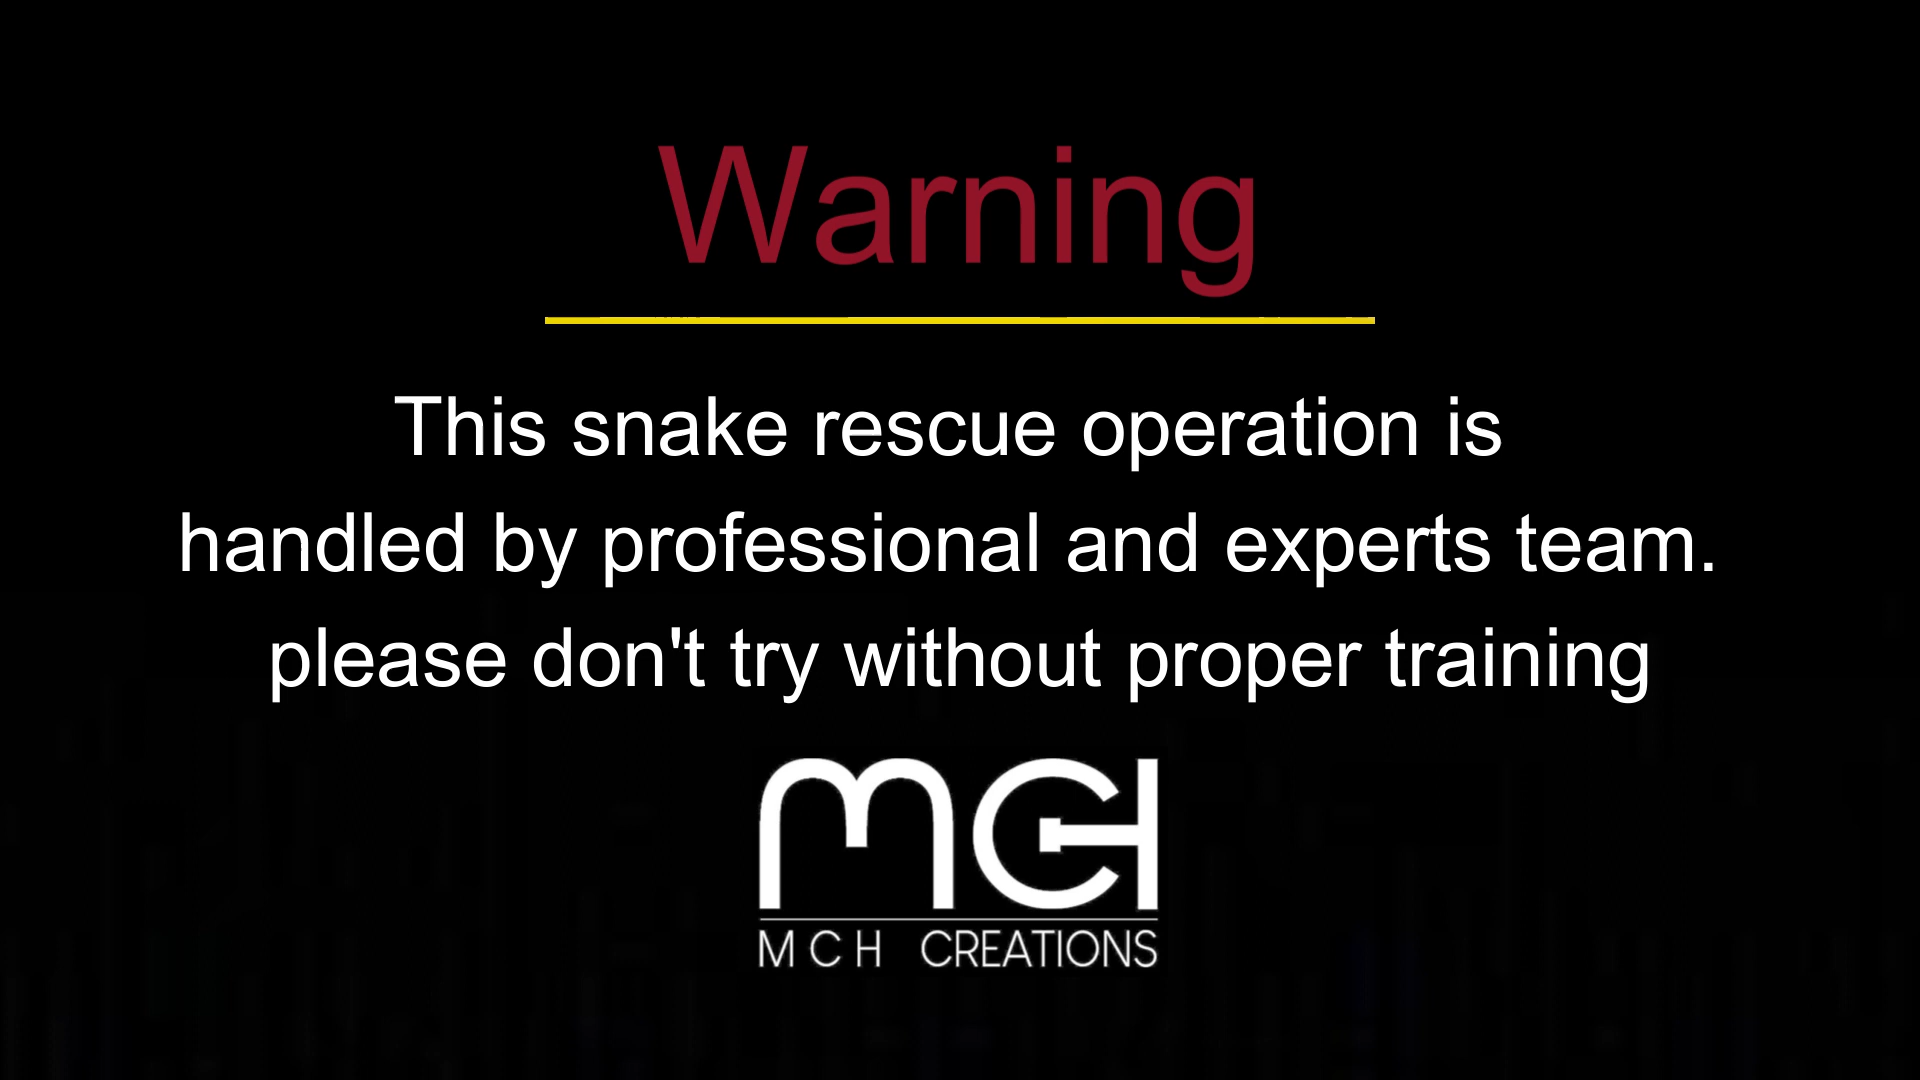 Warning
This snake rescue operation is
handled by professional and experts team.
please don't try without proper training
MCH
MCH CREATIONS